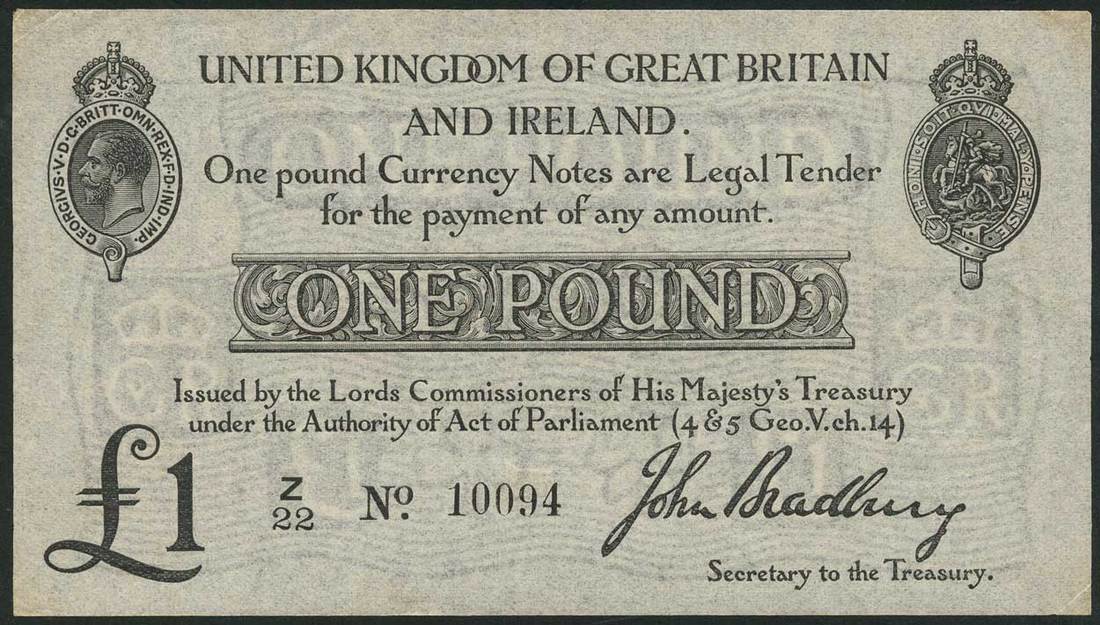 UNITED KINGDOM OF GREAT BRITAIN
AND IRELAND.
GEORGIVS·V·D·G·BRITT·OMN·REX·F·D·IND·IMP.
HONI·SOIT·QVI·MAL·Y·PENSE
One pound Currency Notes are Legal Tender
for the payment of any amount.
ONE POUND
Issued by the Lords Commissioners of His Majesty's Treasury
under the Authority of Act of Parliament (4 & 5 Geo.V.ch.14)
£1
Z
22
No. 10094
John Bradbury
Secretary to the Treasury.